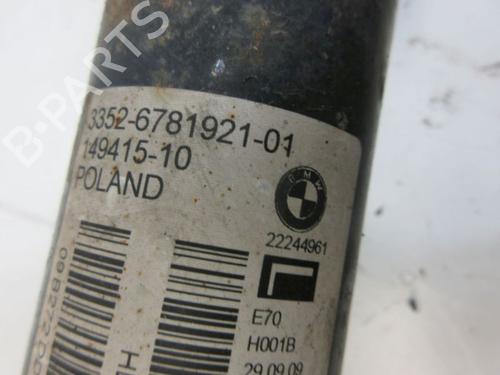 B-PARTS
3352-6781921-01
149415-10
POLAND
BMW
22244961
E70
H001B
29.09.09